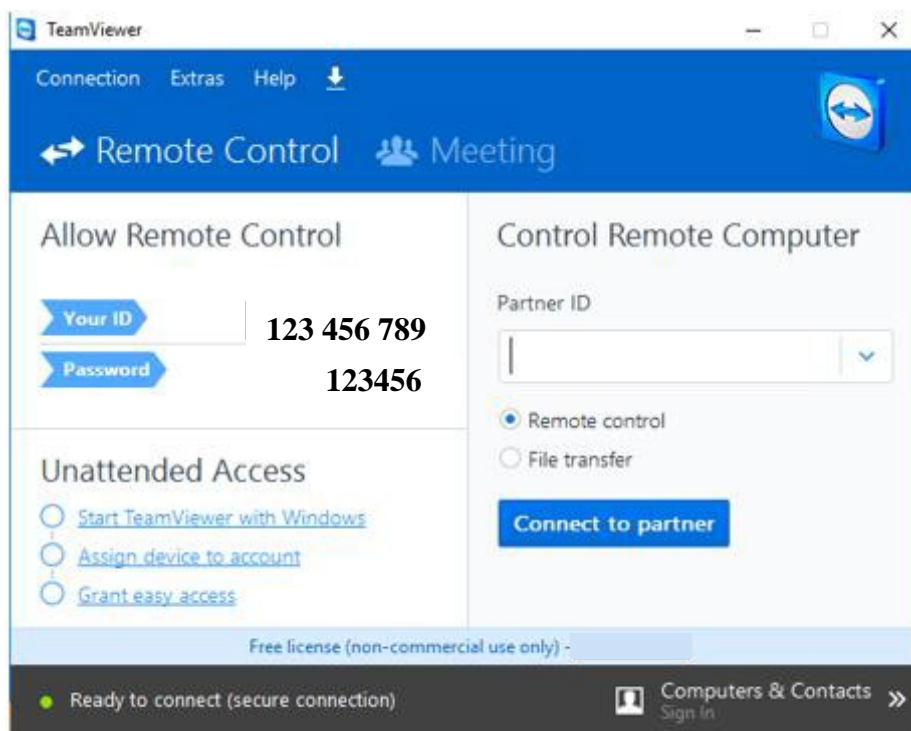 TeamViewer
Connection Extras Help
Remote Control Meeting
Allow Remote Control
Your ID 123 456 789
Password 123456
Unattended Access
Start TeamViewer with Windows
Assign device to account
Grant easy access
Control Remote Computer
Partner ID
Remote control
File transfer
Connect to partner
Free license (non-commercial use only) -
Ready to connect (secure connection)
Computers & Contacts
Sign In